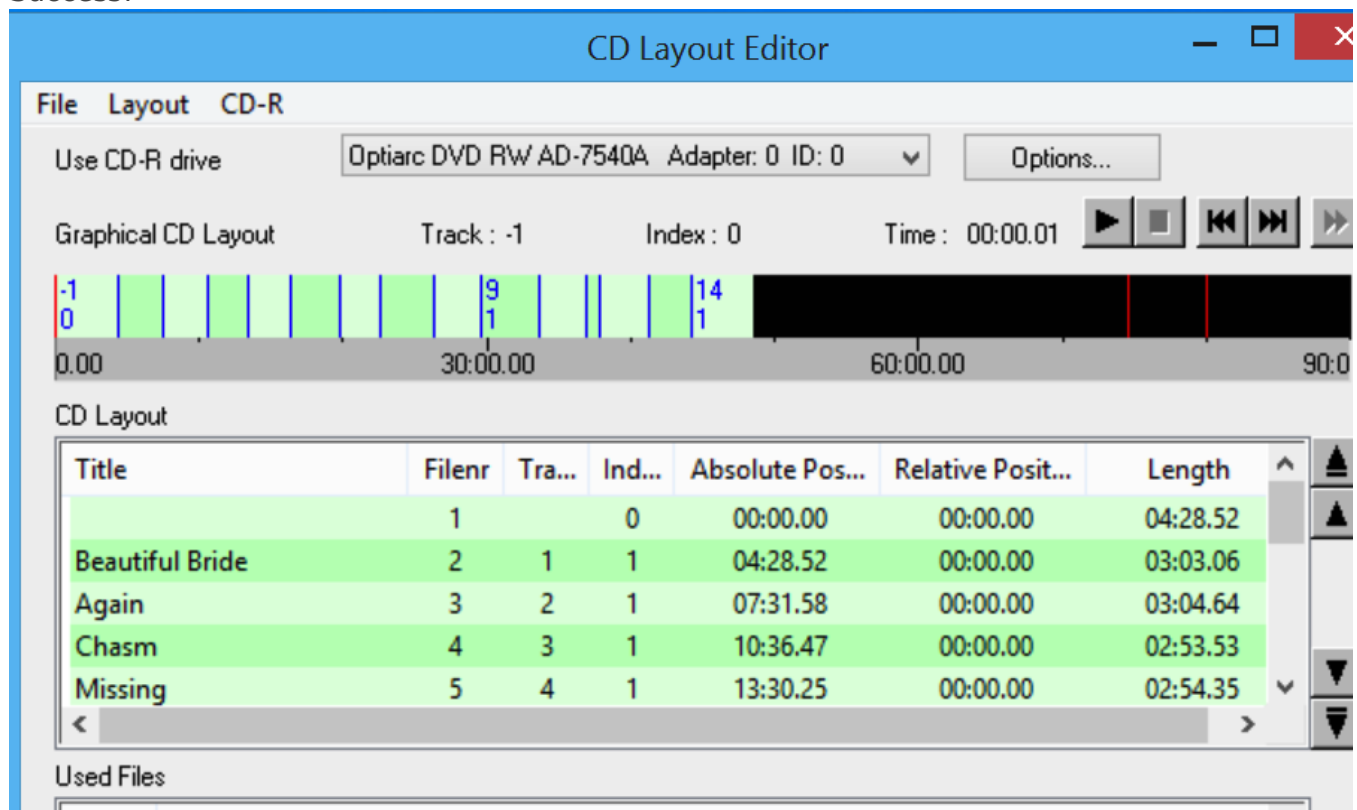 CD Layout Editor
File Layout CD-R
Use CD-R drive Optiarc DVD RW AD-7540A Adapter: 0 ID: 0 Options...
Graphical CD Layout Track : -1 Index : 0 Time : 00:00.01
-1 9 14
0 1 1
0.00 30:00.00 60:00.00 90:0
CD Layout
Title Filenr Tra... Ind... Absolute Pos... Relative Posit... Length
1 0 00:00.00 00:00.00 04:28.52
Beautiful Bride 2 1 1 04:28.52 00:00.00 03:03.06
Again 3 2 1 07:31.58 00:00.00 03:04.64
Chasm 4 3 1 10:36.47 00:00.00 02:53.53
Missing 5 4 1 13:30.25 00:00.00 02:54.35
Used Files